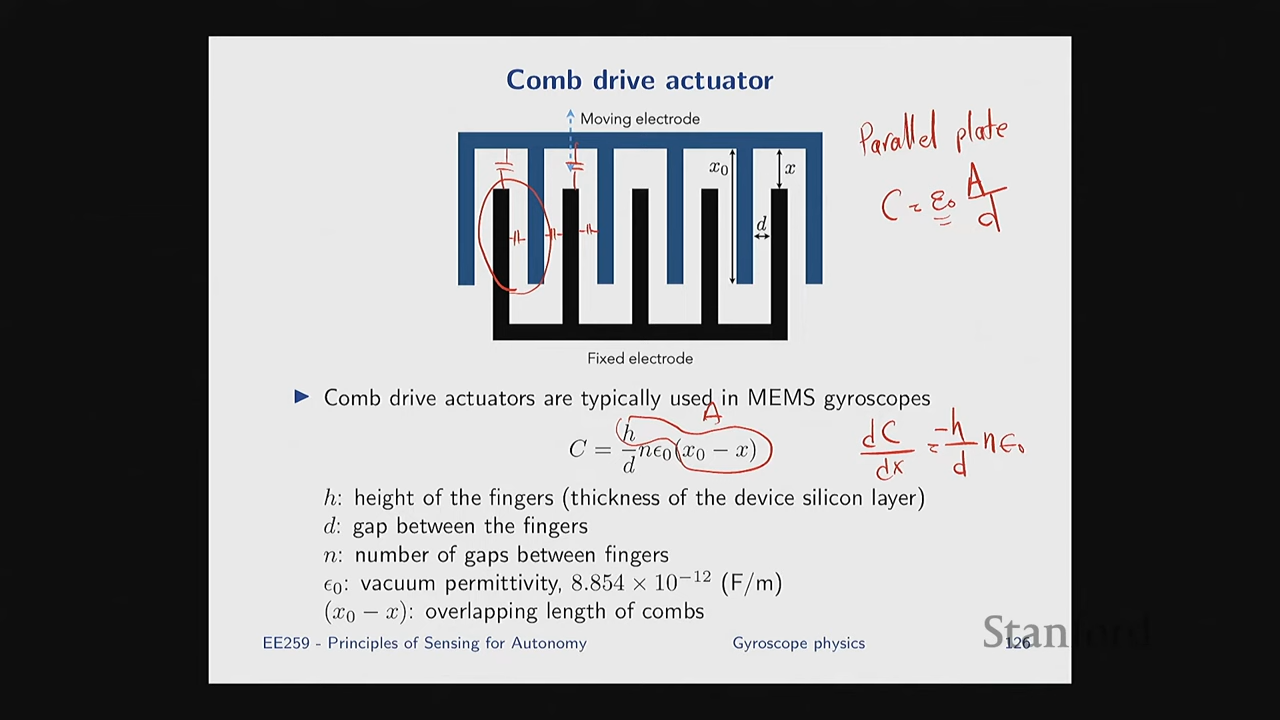 Comb drive actuator
Moving electrode
Parallel plate
C = ε₀ A/d
x₀
x
d
Fixed electrode
▶ Comb drive actuators are typically used in MEMS gyroscopes
A
C = h/d nϵ₀(x₀ − x)
dC/dx = -h/d nϵ₀
h: height of the fingers (thickness of the device silicon layer)
d: gap between the fingers
n: number of gaps between fingers
ϵ₀: vacuum permittivity, 8.854 × 10⁻¹² (F/m)
(x₀ − x): overlapping length of combs
EE259 - Principles of Sensing for Autonomy
Gyroscope physics
126
Stanford